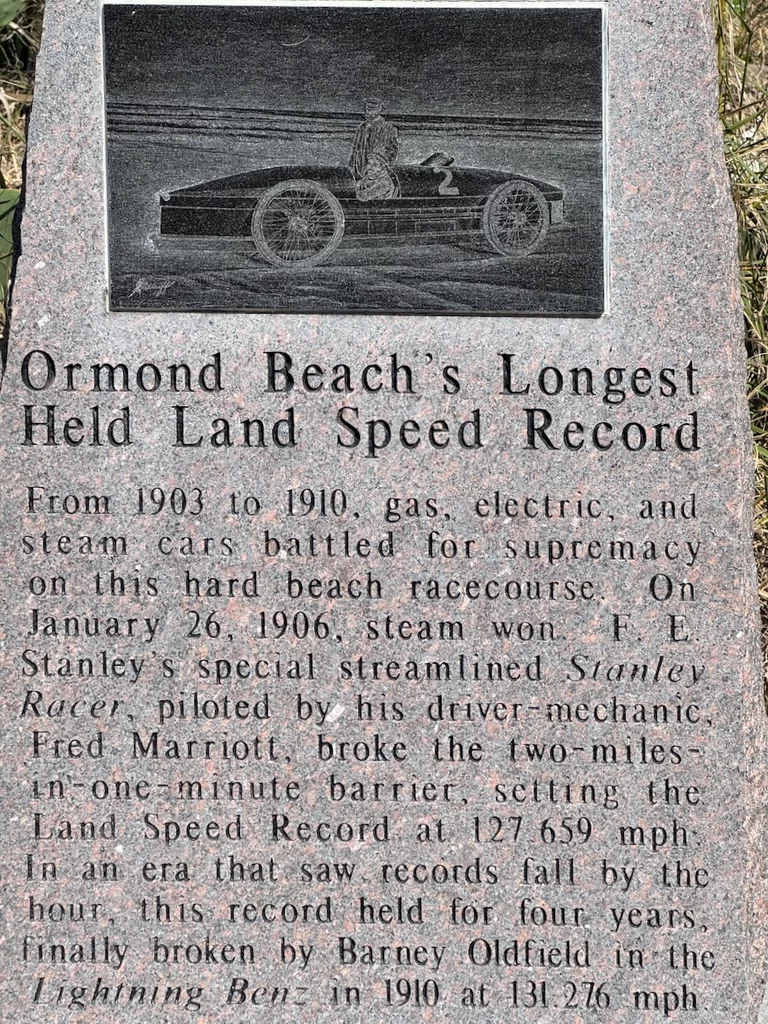 2
Ormond Beach's Longest
Held Land Speed Record
From 1903 to 1910, gas, electric, and
steam cars battled for supremacy
on this hard beach racecourse. On
January 26, 1906, steam won. F. E.
Stanley's special streamlined Stanley
Racer, piloted by his driver-mechanic,
Fred Marriott, broke the two-miles-
in-one-minute barrier, setting the
Land Speed Record at 127.659 mph.
In an era that saw records fall by the
hour, this record held for four years,
finally broken by Barney Oldfield in the
Lightning Benz in 1910 at 131.276 mph.